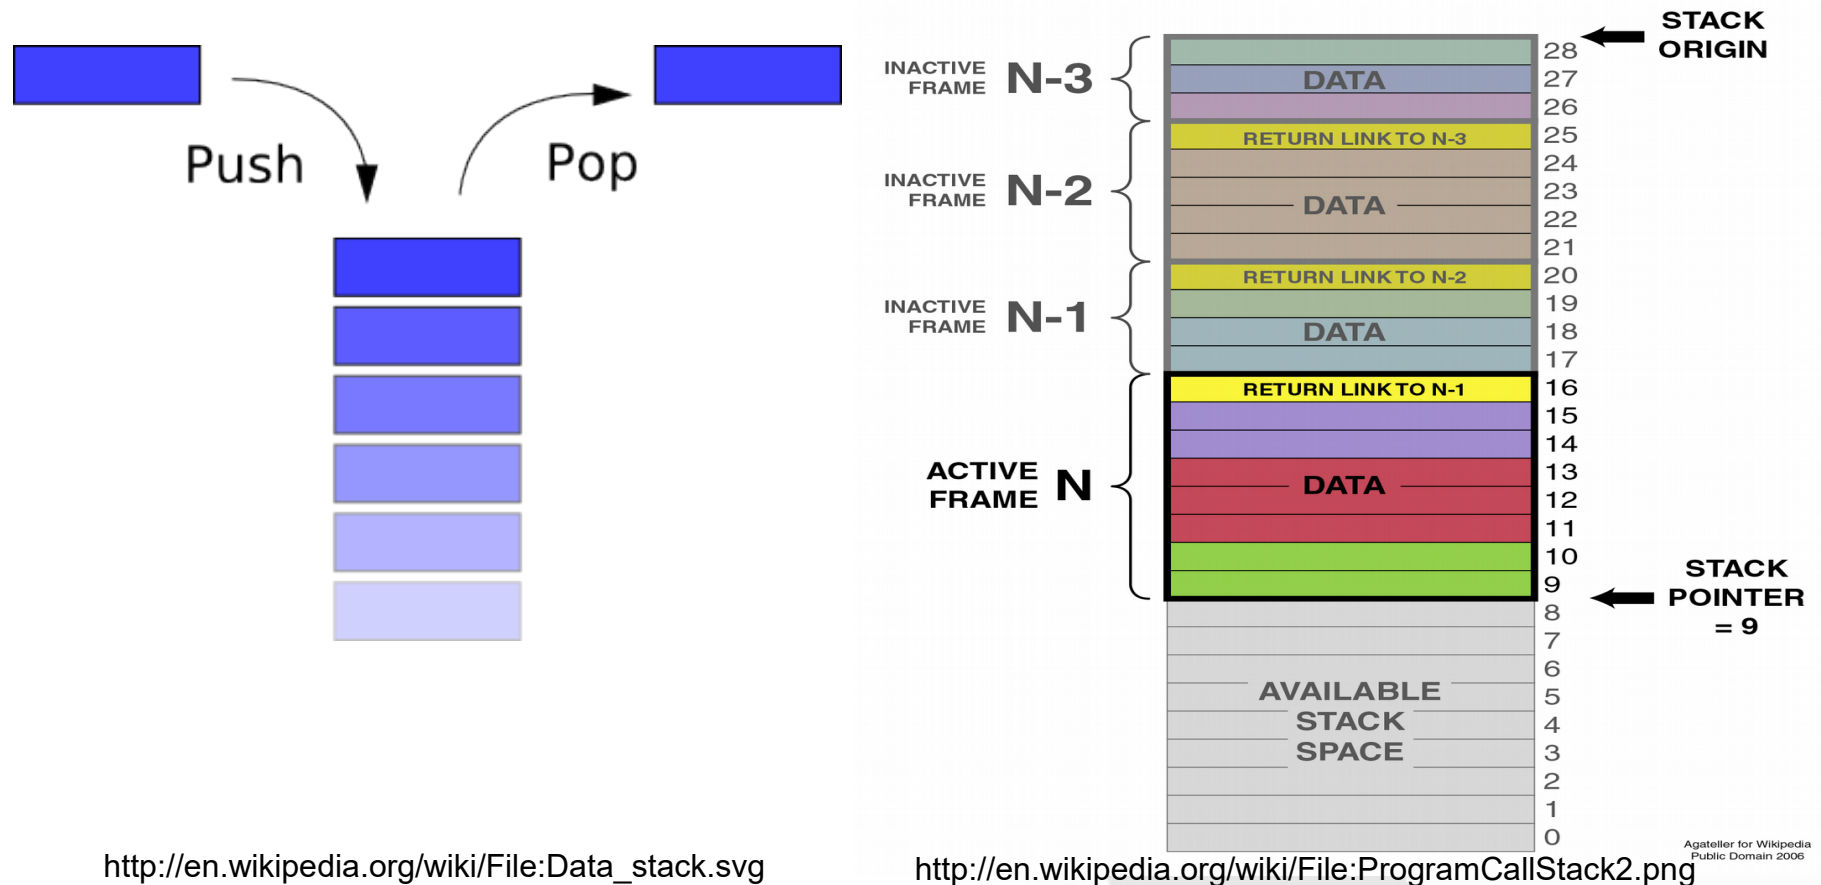 Push
Pop
http://en.wikipedia.org/wiki/File:Data_stack.svg
STACK
ORIGIN
INACTIVE
FRAME
N-3
DATA
28
27
26
INACTIVE
FRAME
N-2
RETURN LINK TO N-3
DATA
25
24
23
22
21
INACTIVE
FRAME
N-1
RETURN LINK TO N-2
DATA
20
19
18
17
ACTIVE
FRAME
N
RETURN LINK TO N-1
DATA
16
15
14
13
12
11
10
9
STACK
POINTER
= 9
AVAILABLE
STACK
SPACE
8
7
6
5
4
3
2
1
0
Agateller for Wikipedia
Public Domain 2006
http://en.wikipedia.org/wiki/File:ProgramCallStack2.png